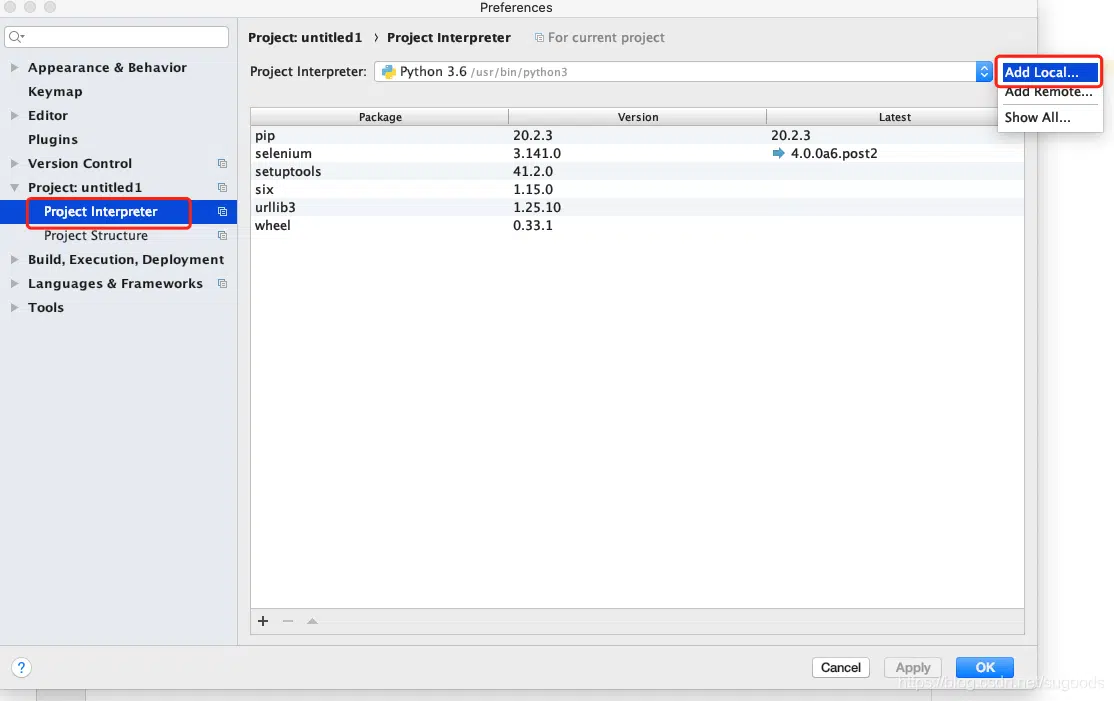 Preferences
Project: untitled1 › Project Interpreter For current project
Appearance & Behavior
Keymap
Editor
Plugins
Version Control
Project: untitled1
Project Interpreter
Project Structure
Build, Execution, Deployment
Languages & Frameworks
Tools
Project Interpreter: Python 3.6 /usr/bin/python3
Add Local...
Add Remote...
Show All...
Package Version Latest
pip 20.2.3 20.2.3
selenium 3.141.0 4.0.0a6.post2
setuptools 41.2.0
six 1.15.0
urllib3 1.25.10
wheel 0.33.1
?
Cancel Apply OK
https://blog.csdn.net/sugoods